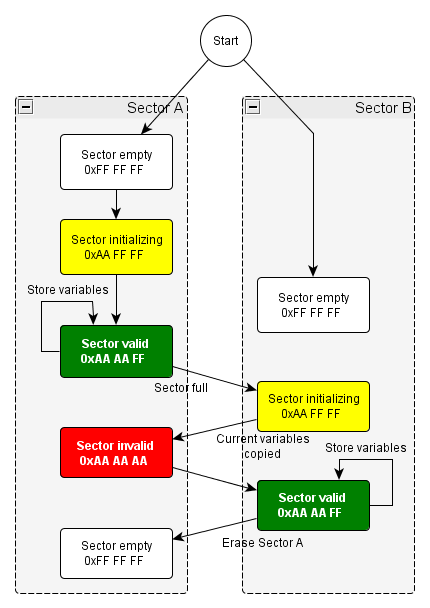 Start
Sector A
Sector B
Sector empty
0xFF FF FF
Sector initializing
0xAA FF FF
Store variables
Sector empty
0xFF FF FF
Sector valid
0xAA AA FF
Sector full
Sector initializing
0xAA FF FF
Sector invalid
0xAA AA AA
Current variables
copied
Store variables
Sector valid
0xAA AA FF
Sector empty
0xFF FF FF
Erase Sector A